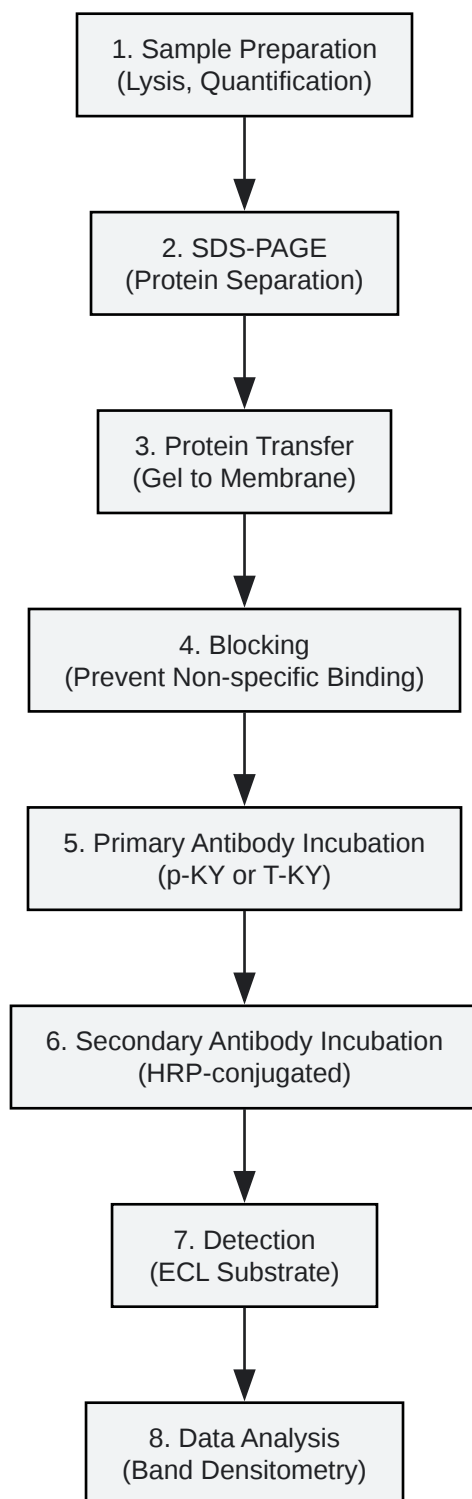 1. Sample Preparation
(Lysis, Quantification)
2. SDS-PAGE
(Protein Separation)
3. Protein Transfer
(Gel to Membrane)
4. Blocking
(Prevent Non-specific Binding)
5. Primary Antibody Incubation
(p-KY or T-KY)
6. Secondary Antibody Incubation
(HRP-conjugated)
7. Detection
(ECL Substrate)
8. Data Analysis
(Band Densitometry)